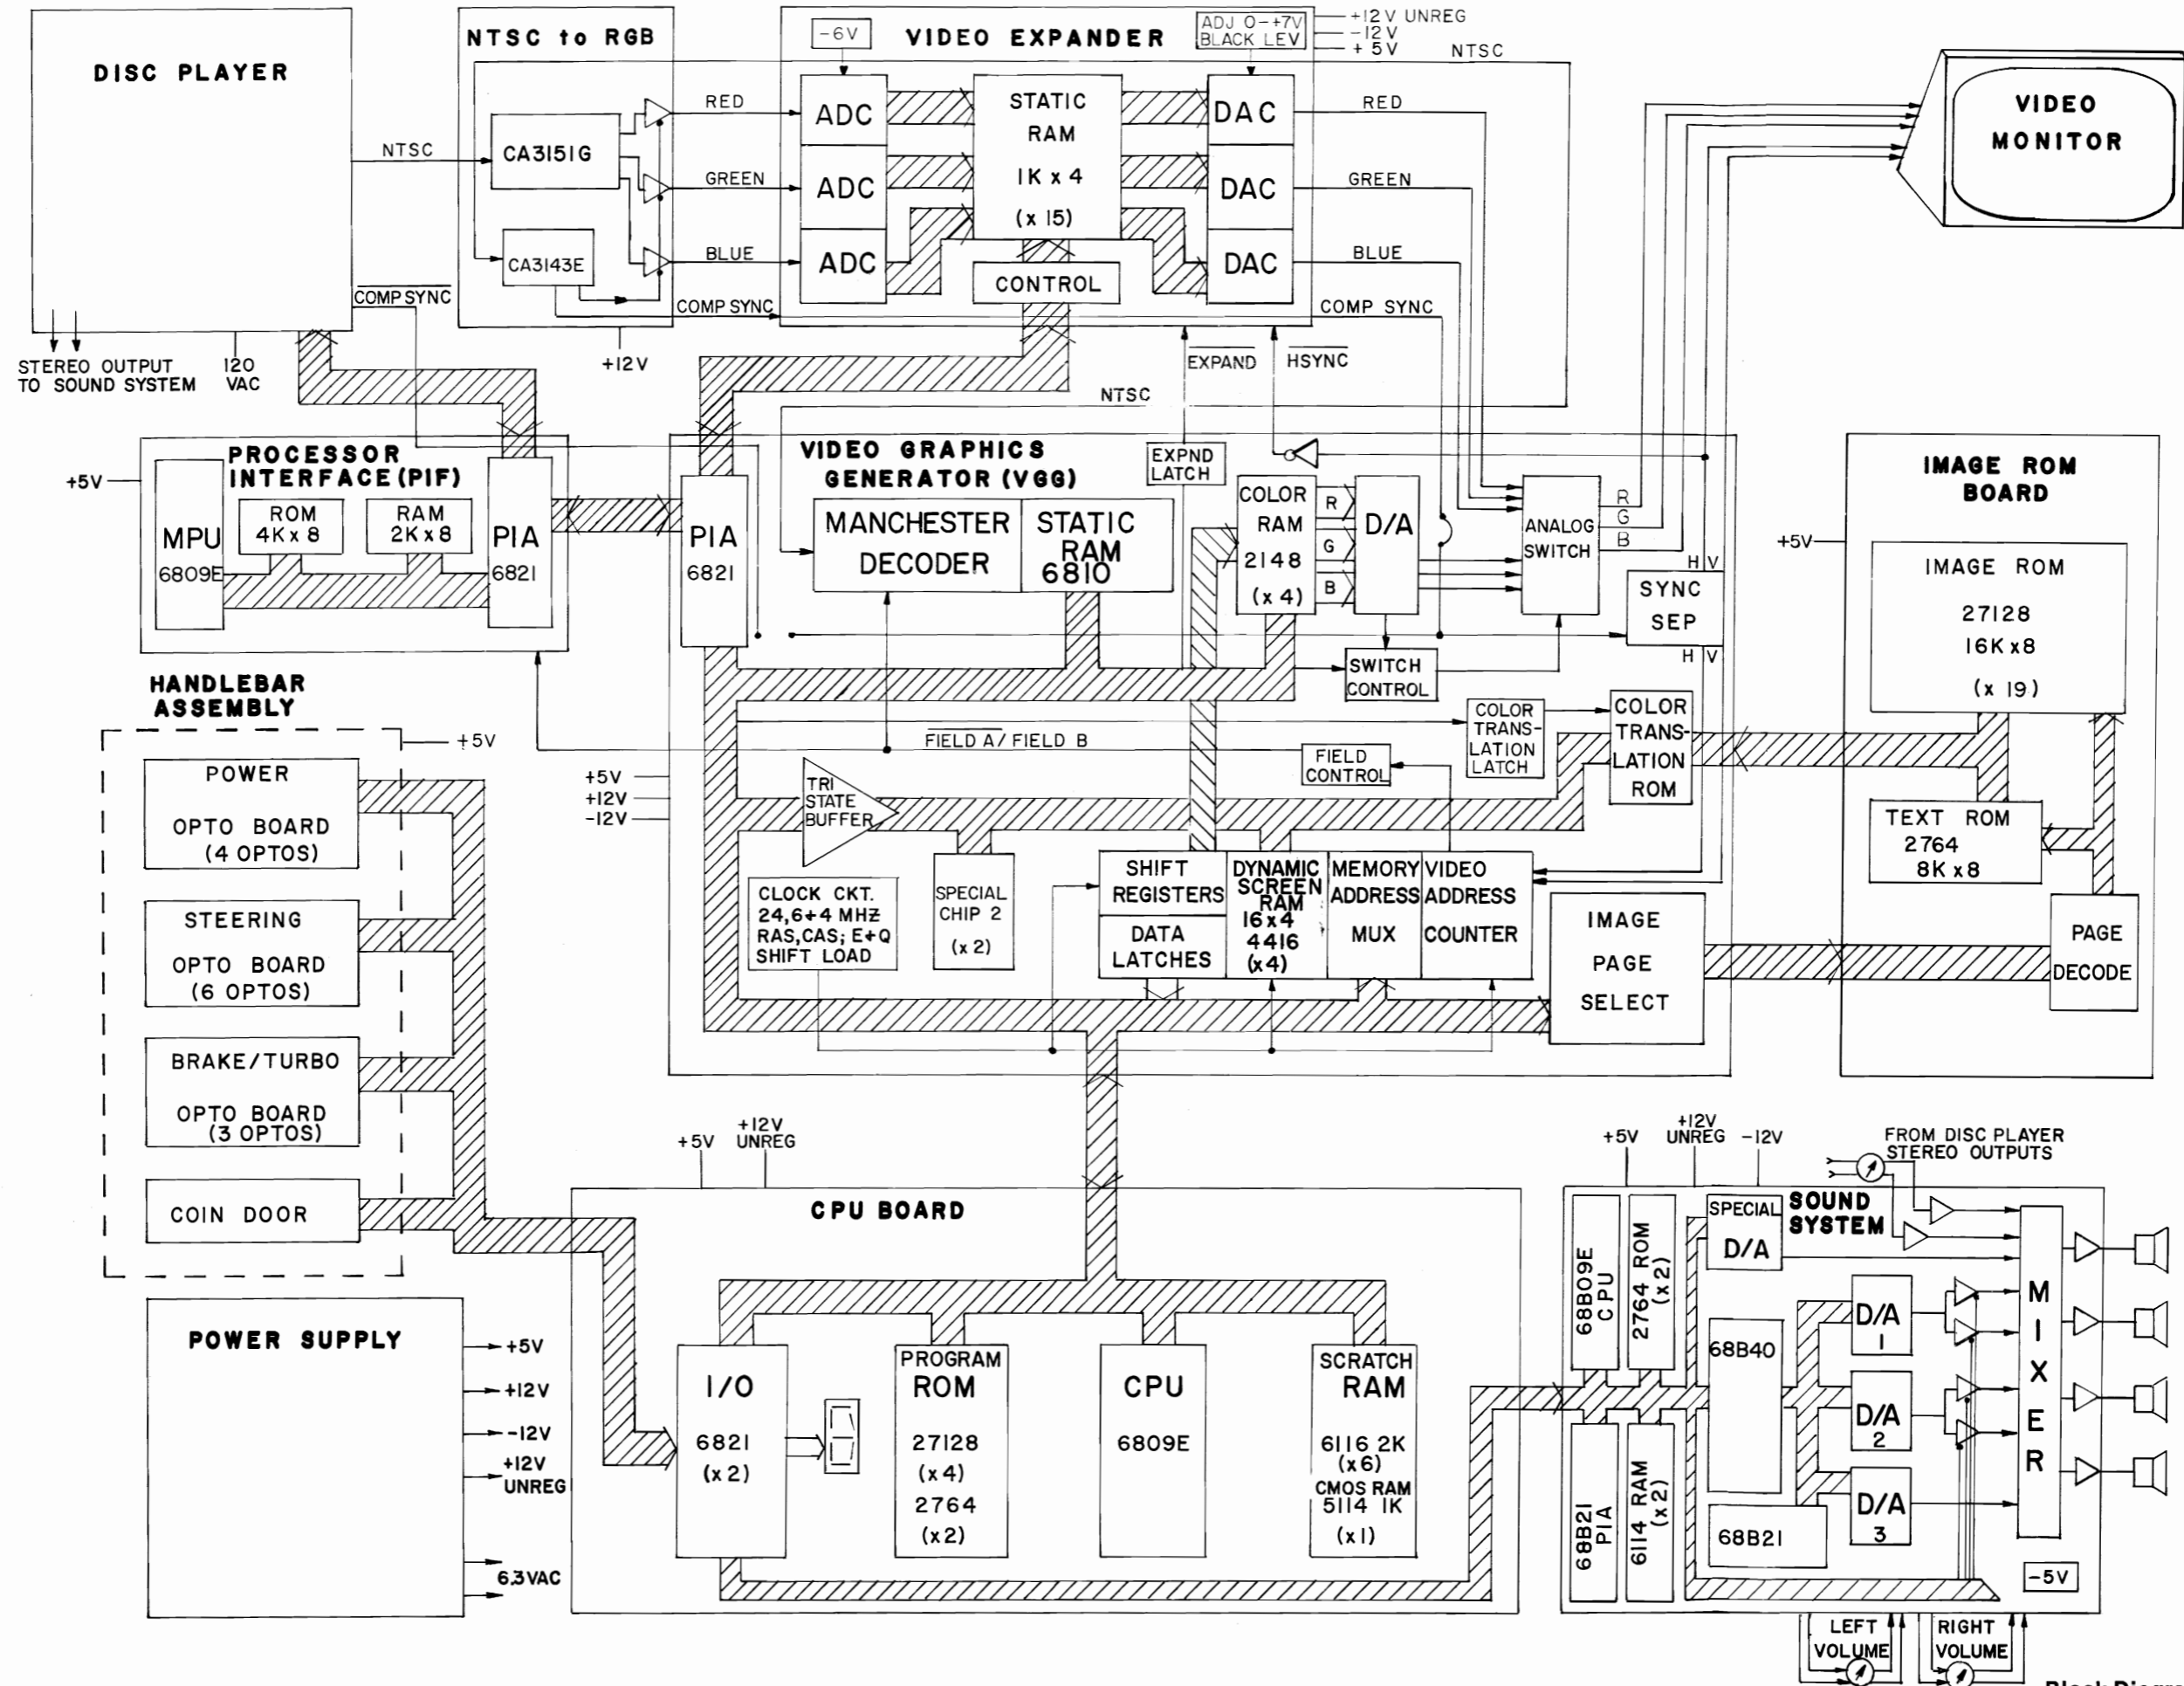 DISC PLAYER
NTSC
COMP SYNC
STEREO OUTPUT
TO SOUND SYSTEM
120
VAC
NTSC to RGB
CA3151G
CA3143E
+12V
RED
GREEN
BLUE
COMP SYNC
VIDEO EXPANDER
-6V
ADJ 0-+7V
BLACK LEV
+12V UNREG
-12V
+5V
NTSC
ADC
ADC
ADC
STATIC
RAM
1K x 4
(x 15)
CONTROL
DAC
DAC
DAC
RED
GREEN
BLUE
COMP SYNC
EXPAND
HSYNC
NTSC
VIDEO
MONITOR
PROCESSOR
INTERFACE (PIF)
+5V
MPU
6809E
ROM
4K x 8
RAM
2K x 8
PIA
6821
VIDEO GRAPHICS
GENERATOR (VGG)
PIA
6821
MANCHESTER
DECODER
STATIC
RAM
6810
EXPND
LATCH
COLOR
RAM
2148
(x 4)
R
G
B
D/A
ANALOG
SWITCH
R
G
B
H V
SYNC
SEP
H V
SWITCH
CONTROL
COLOR
TRANS-
LATION
LATCH
COLOR
TRANS-
LATION
ROM
FIELD A/FIELD B
FIELD
CONTROL
+5V
+12V
-12V
TRI
STATE
BUFFER
CLOCK CKT.
24,6+4 MHZ
RAS,CAS; E+Q
SHIFT LOAD
SPECIAL
CHIP 2
(x 2)
SHIFT
REGISTERS
DATA
LATCHES
DYNAMIC
SCREEN
RAM
16x4
4416
(x4)
MEMORY
ADDRESS
MUX
VIDEO
ADDRESS
COUNTER
IMAGE
PAGE
SELECT
IMAGE ROM
BOARD
+5V
IMAGE ROM
27128
16K x8
(x 19)
TEXT ROM
2764
8K x8
PAGE
DECODE
HANDLEBAR
ASSEMBLY
+5V
POWER
OPTO BOARD
(4 OPTOS)
STEERING
OPTO BOARD
(6 OPTOS)
BRAKE/TURBO
OPTO BOARD
(3 OPTOS)
COIN DOOR
POWER SUPPLY
+5V
+12V
-12V
+12V
UNREG
6.3VAC
CPU BOARD
+5V
+12V
UNREG
I/O
6821
(x 2)
PROGRAM
ROM
27128
(x 4)
2764
(x2)
CPU
6809E
SCRATCH
RAM
6116 2K
(x6)
CMOS RAM
5114 1K
(x1)
+5V
+12V
UNREG
-12V
FROM DISC PLAYER
STEREO OUTPUTS
SOUND
SYSTEM
68B09E
CPU
2764 ROM
(x 2)
68B21
PIA
6114 RAM
(x 2)
SPECIAL
D/A
68B40
68B21
D/A
1
D/A
2
D/A
3
MIXER
-5V
LEFT
VOLUME
RIGHT
VOLUME